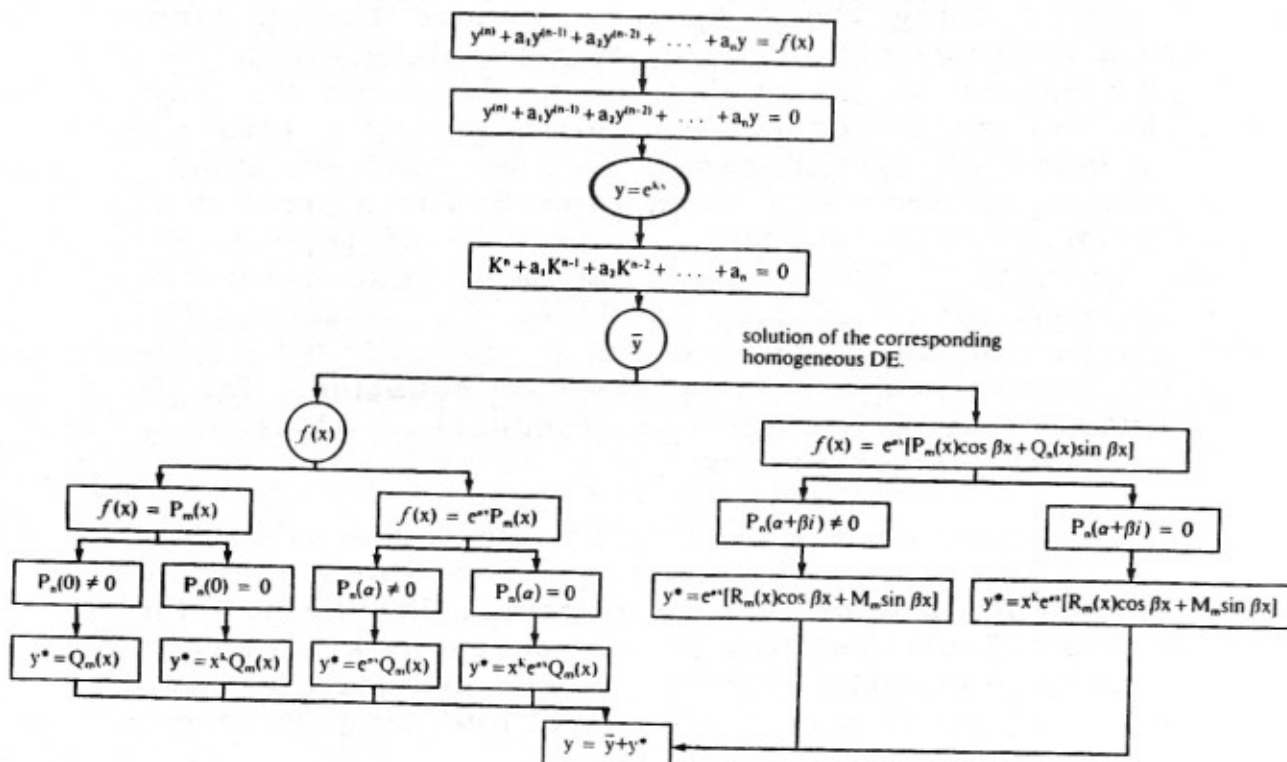 y⁽ⁿ⁾ + a₁y⁽ⁿ⁻¹⁾ + a₂y⁽ⁿ⁻²⁾ + . . . + aₙy = f(x)
y⁽ⁿ⁾ + a₁y⁽ⁿ⁻¹⁾ + a₂y⁽ⁿ⁻²⁾ + . . . + aₙy = 0
y = eᵏˣ
Kⁿ + a₁Kⁿ⁻¹ + a₂Kⁿ⁻² + . . . + aₙ = 0
ȳ
solution of the corresponding
homogeneous DE.
f(x)
f(x) = e^{αx}[Pₘ(x)cos βx + Qₙ(x)sin βx]
f(x) = Pₘ(x)
f(x) = e^{αx}Pₘ(x)
Pₙ(α+βi) ≠ 0
Pₙ(α+βi) = 0
Pₙ(0) ≠ 0
Pₙ(0) = 0
Pₙ(α) ≠ 0
Pₙ(α) = 0
y* = e^{αx}[Rₘ(x)cos βx + Mₘsin βx]
y* = xᵏe^{αx}[Rₘ(x)cos βx + Mₘsin βx]
y* = Qₘ(x)
y* = xᵏQₘ(x)
y* = e^{αx}Qₘ(x)
y* = xᵏe^{αx}Qₘ(x)
y = ȳ+y*